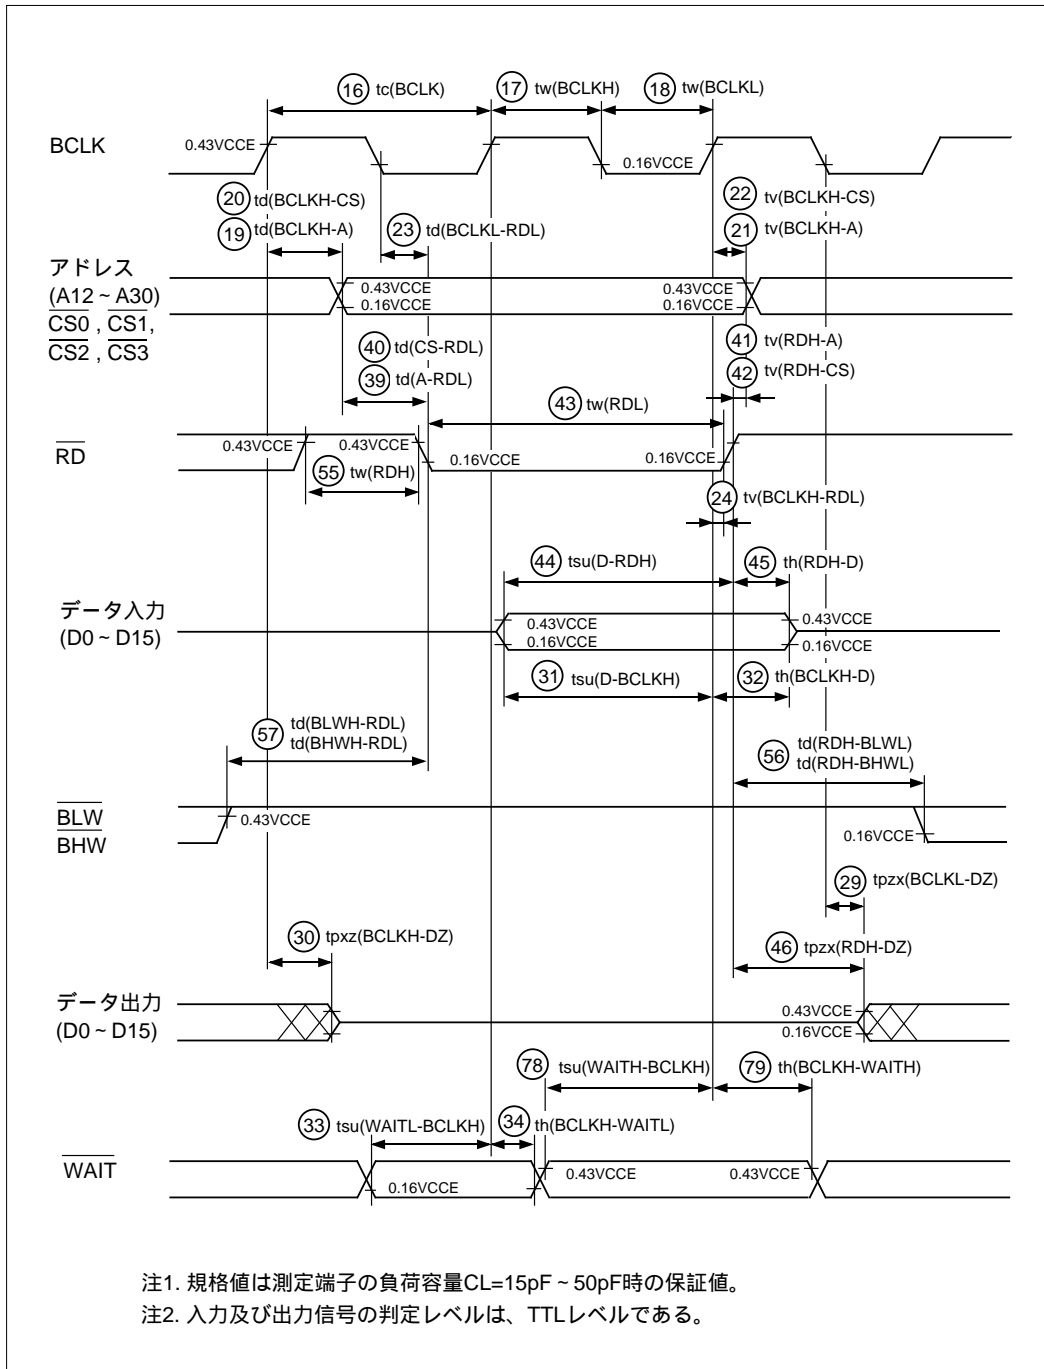 16 tc(BCLK) 17 tw(BCLKH) 18 tw(BCLKL)
BCLK 0.43VCCE 0.16VCCE
20 td(BCLKH-CS) 22 tv(BCLKH-CS)
19 td(BCLKH-A) 23 td(BCLKL-RDL) 21 tv(BCLKH-A)
アドレス
(A12 ~ A30) 0.43VCCE 0.43VCCE
CS0 , CS1, 0.16VCCE 0.16VCCE
CS2 , CS3
40 td(CS-RDL) 41 tv(RDH-A)
39 td(A-RDL) 42 tv(RDH-CS)
43 tw(RDL)
RD 0.43VCCE 0.43VCCE 0.16VCCE 0.16VCCE
55 tw(RDH)
24 tv(BCLKH-RDL)
44 tsu(D-RDH) 45 th(RDH-D)
データ入力 0.43VCCE 0.43VCCE
(D0 ~ D15) 0.16VCCE 0.16VCCE
31 tsu(D-BCLKH) 32 th(BCLKH-D)
57 td(BLWH-RDL)
td(BHWH-RDL)
56 td(RDH-BLWL)
td(RDH-BHWL)
BLW 0.43VCCE
BHW 0.16VCCE
29 tpzx(BCLKL-DZ)
30 tpxz(BCLKH-DZ) 46 tpzx(RDH-DZ)
データ出力 0.43VCCE
(D0 ~ D15) 0.16VCCE
78 tsu(WAITH-BCLKH) 79 th(BCLKH-WAITH)
33 tsu(WAITL-BCLKH) 34 th(BCLKH-WAITL)
WAIT 0.16VCCE 0.43VCCE 0.43VCCE
注1. 規格値は測定端子の負荷容量CL=15pF ~ 50pF時の保証値。
注2. 入力及び出力信号の判定レベルは、TTLレベルである。